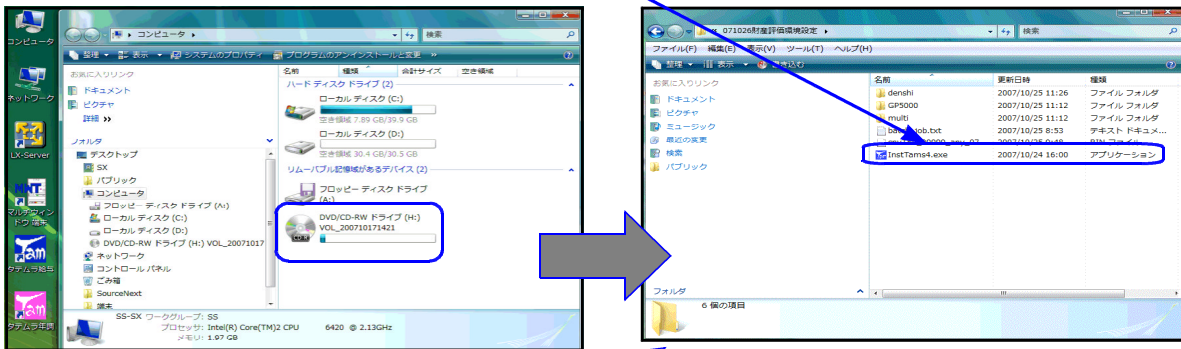 コンピュータ
ネットワーク
LX-Server
マルチウィン
ドウ端末
タテムラ給与
タテムラ年調
コンピュータ
検索
整理 表示 システムのプロパティ プログラムのアンインストールと変更 »
お気に入りリンク
ドキュメント
ピクチャ
詳細 »
フォルダ
デスクトップ
SX
パブリック
コンピュータ
フロッピー ディスク ドライブ (A:)
ローカル ディスク (C:)
ローカル ディスク (D:)
DVD/CD-RW ドライブ (H:) VOL_20071017
ネットワーク
コントロール パネル
ごみ箱
SourceNext
端末
名前 種類 合計サイズ 空き領域
ハード ディスク ドライブ (2)
ローカル ディスク (C:)
空き領域 7.89 GB/39.9 GB
ローカル ディスク (D:)
空き領域 30.4 GB/30.5 GB
リムーバブル記憶域があるデバイス (2)
フロッピー ディスク ドライブ
(A:)
DVD/CD-RW ドライブ (H:)
VOL_200710171421
SS-SX ワークグループ: SS
プロセッサ: Intel(R) Core(TM)2 CPU 6420 @ 2.13GHz
メモリ: 1.97 GB
« 071026財産評価環境設定
検索
ファイル(F) 編集(E) 表示(V) ツール(T) ヘルプ(H)
整理 表示 書き込む
お気に入りリンク
ドキュメント
ピクチャ
ミュージック
最近の変更
検索
パブリック
フォルダ
名前 更新日時 種類
denshi 2007/10/25 11:26 ファイル フォルダ
GP5000 2007/10/25 11:12 ファイル フォルダ
multi 2007/10/25 11:12 ファイル フォルダ
2007/10/25 8:53 テキスト ドキュメ...
InstTams4.exe 2007/10/24 16:00 アプリケーション
6 個の項目